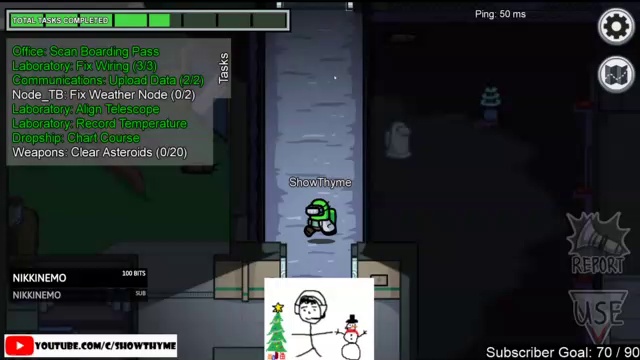 TOTAL TASKS COMPLETED
Ping: 50 ms
Office: Scan Boarding Pass
Laboratory: Fix Wiring (3/3)
Communications: Upload Data (2/2)
Node_TB: Fix Weather Node (0/2)
Laboratory: Align Telescope
Laboratory: Record Temperature
Dropship: Chart Course
Weapons: Clear Asteroids (0/20)
Tasks
ShowThyme
REPORT
USE
NIKKINEMO 100 BITS
NIKKINEMO SUB
YOUTUBE.COM/C/SHOWTHYME
Subscriber Goal: 70 / 90